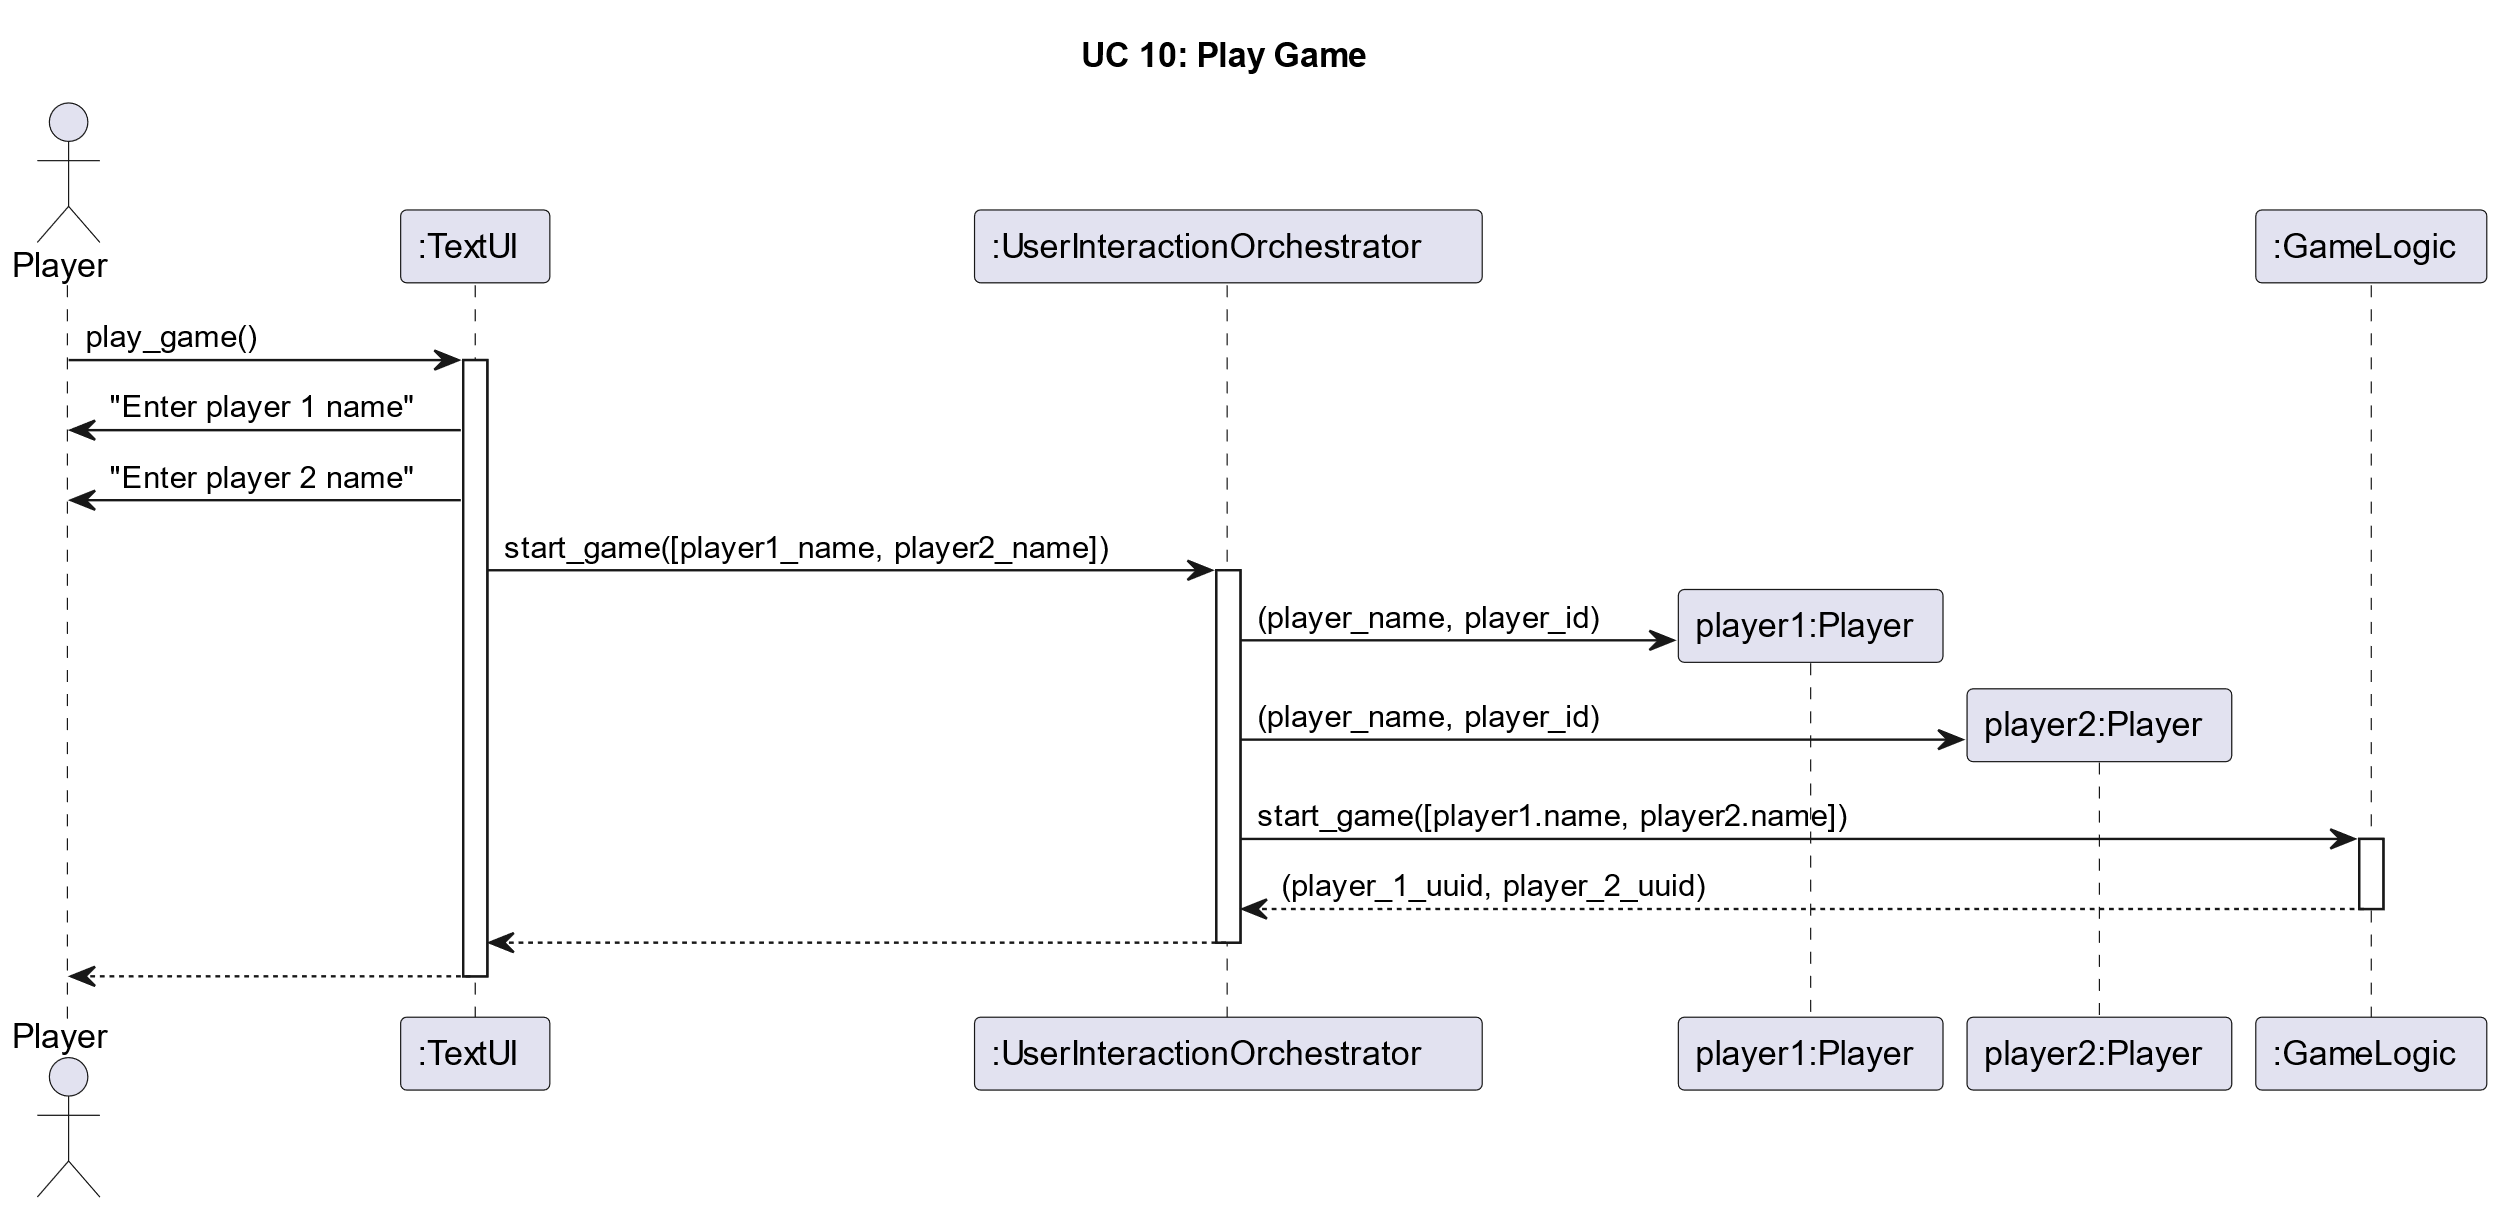 UC 10: Play Game
Player
:TextUI
:UserInteractionOrchestrator
:GameLogic
play_game()
"Enter player 1 name"
"Enter player 2 name"
start_game([player1_name, player2_name])
(player_name, player_id)
player1:Player
(player_name, player_id)
player2:Player
start_game([player1.name, player2.name])
(player_1_uuid, player_2_uuid)
Player
:TextUI
:UserInteractionOrchestrator
player1:Player
player2:Player
:GameLogic